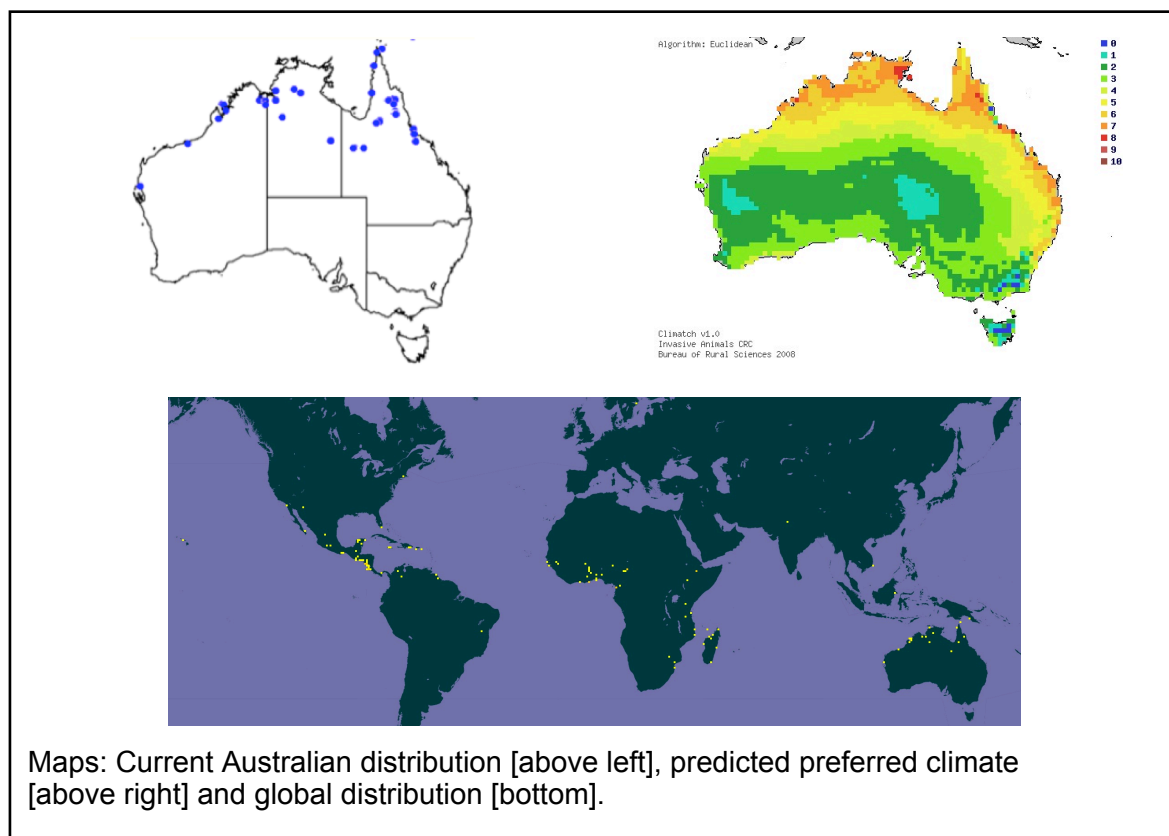 Algorithm: Euclidean
0
1
2
3
4
5
6
7
8
9
10
Climatch v1.0
Invasive Animals CRC
Bureau of Rural Sciences 2008
Maps: Current Australian distribution [above left], predicted preferred climate
[above right] and global distribution [bottom].